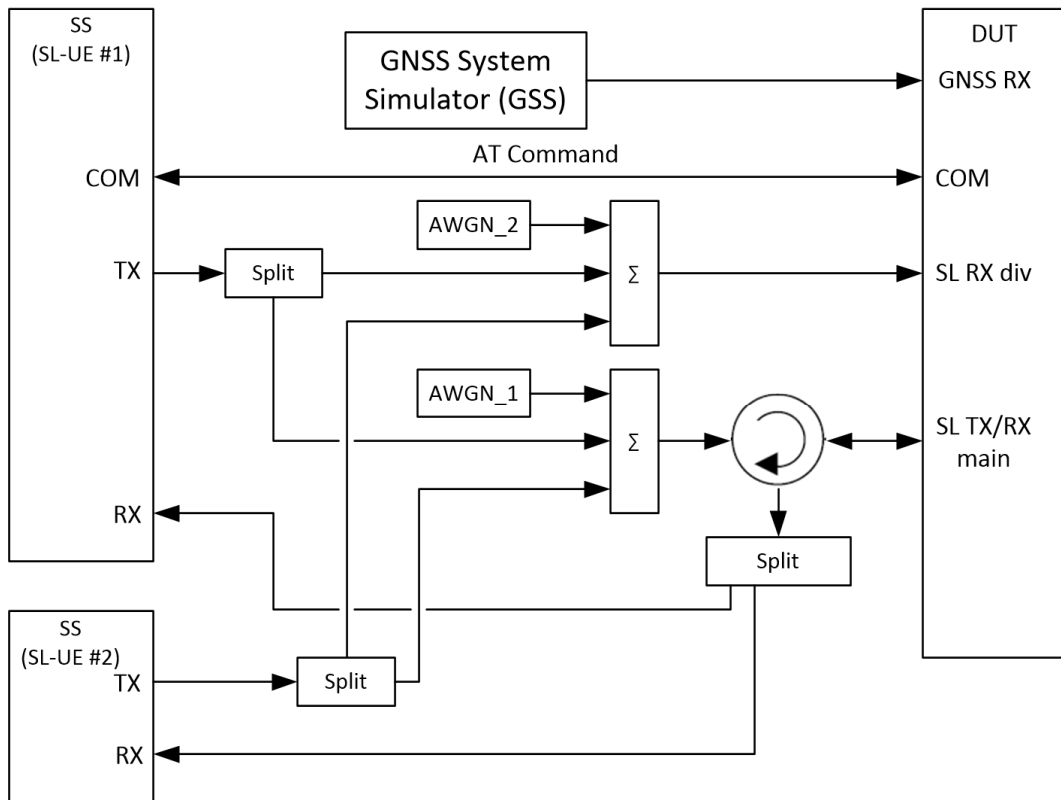 SS
(SL-UE #1)
DUT
GNSS System
Simulator (GSS)
GNSS RX
AT Command
COM
COM
AWGN_2
TX
Split
Σ
SL RX div
AWGN_1
Σ
SL TX/RX
main
RX
Split
SS
(SL-UE #2)
TX
Split
RX